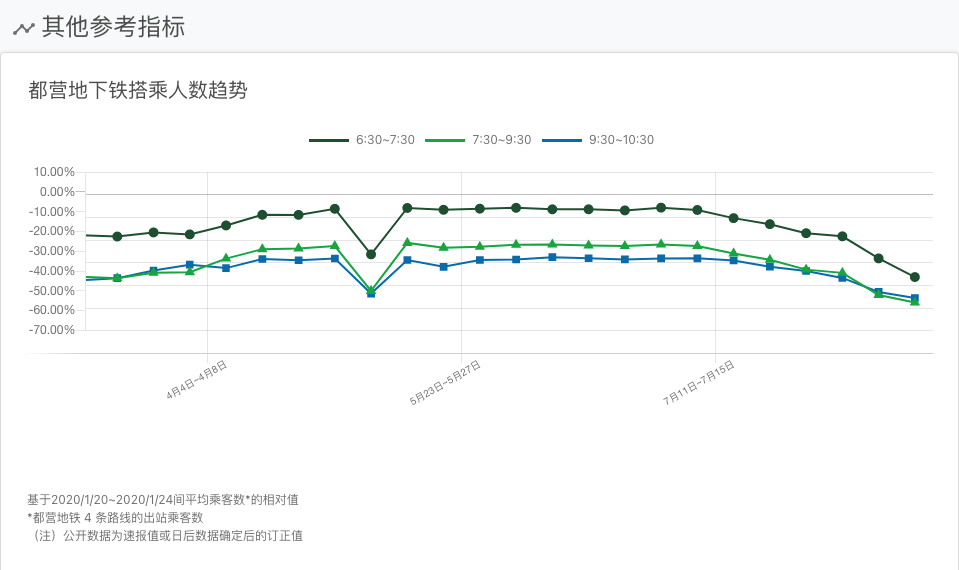 其他参考指标
都营地下铁搭乘人数趋势
6:30~7:30 7:30~9:30 9:30~10:30
10.00%
0.00%
-10.00%
-20.00%
-30.00%
-40.00%
-50.00%
-60.00%
-70.00%
4月4日~4月8日 5月23日~5月27日 7月11日~7月15日
基于2020/1/20~2020/1/24间平均乘客数*的相对值
*都营地铁 4 条路线的出站乘客数
（注）公开数据为速报值或日后数据确定后的订正值